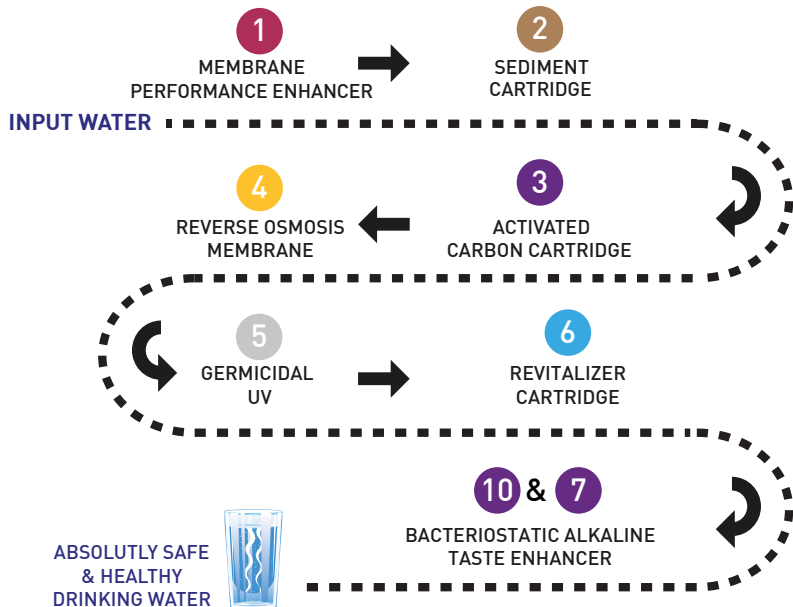 1
MEMBRANE
PERFORMANCE ENHANCER
2
SEDIMENT
CARTRIDGE
INPUT WATER
3
ACTIVATED
CARBON CARTRIDGE
4
REVERSE OSMOSIS
MEMBRANE
5
GERMICIDAL
UV
6
REVITALIZER
CARTRIDGE
10 & 7
BACTERIOSTATIC ALKALINE
TASTE ENHANCER
ABSOLUTLY SAFE
& HEALTHY
DRINKING WATER